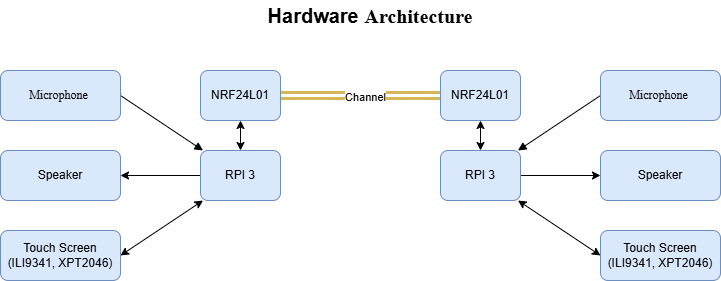 Hardware Architecture
Microphone
NRF24L01
Channel
NRF24L01
Microphone
Speaker
RPI 3
RPI 3
Speaker
Touch Screen
(ILI9341, XPT2046)
Touch Screen
(ILI9341, XPT2046)